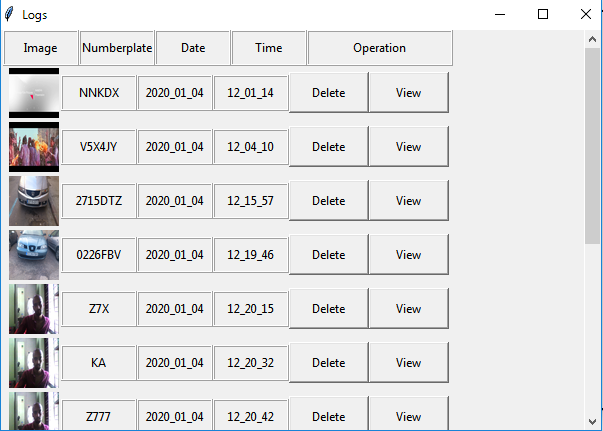 Logs
Image Numberplate Date Time Operation
NNKDX 2020_01_04 12_01_14 Delete View
V5X4JY 2020_01_04 12_04_10 Delete View
2715DTZ 2020_01_04 12_15_57 Delete View
0226FBV 2020_01_04 12_19_46 Delete View
Z7X 2020_01_04 12_20_15 Delete View
KA 2020_01_04 12_20_32 Delete View
Z777 2020_01_04 12_20_42 Delete View